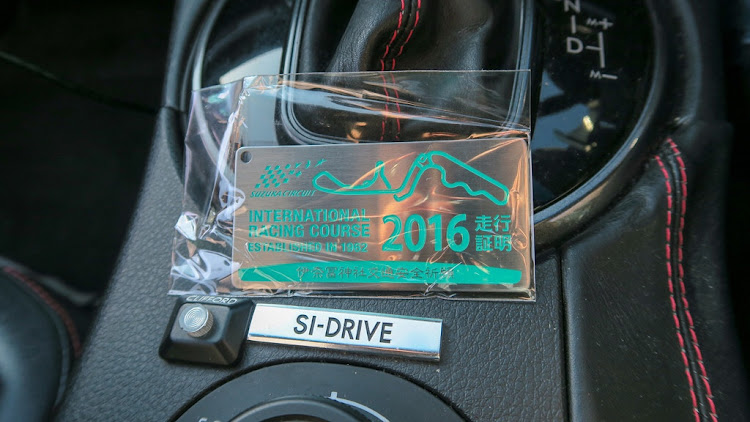 N
M+
D
M-
SUZUKA CIRCUIT
INTERNATIONAL
RACING COURSE
ESTABLISHED IN 1962
2016
走行
証明
CLIFFORD
SI-DRIVE